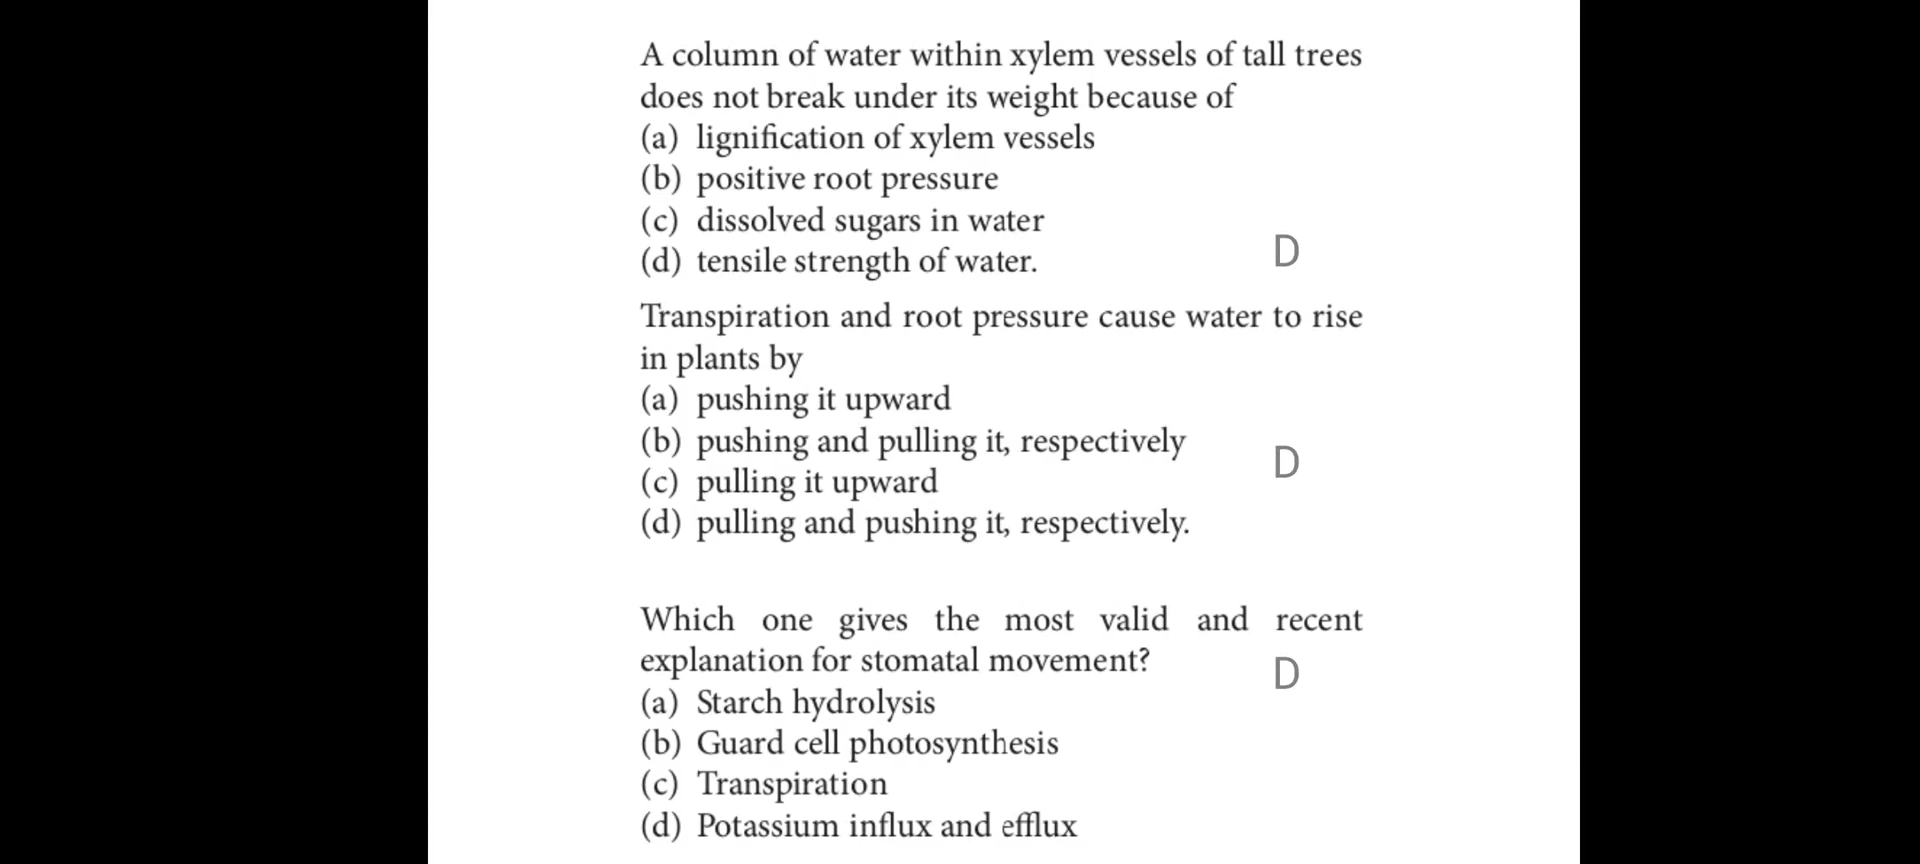 A column of water within xylem vessels of tall trees
does not break under its weight because of
(a) lignification of xylem vessels
(b) positive root pressure
(c) dissolved sugars in water
(d) tensile strength of water.
D
Transpiration and root pressure cause water to rise
in plants by
(a) pushing it upward
(b) pushing and pulling it, respectively
D
(c) pulling it upward
(d) pulling and pushing it, respectively.
Which one gives the most valid and recent
explanation for stomatal movement?
D
(a) Starch hydrolysis
(b) Guard cell photosynthesis
(c) Transpiration
(d) Potassium influx and efflux